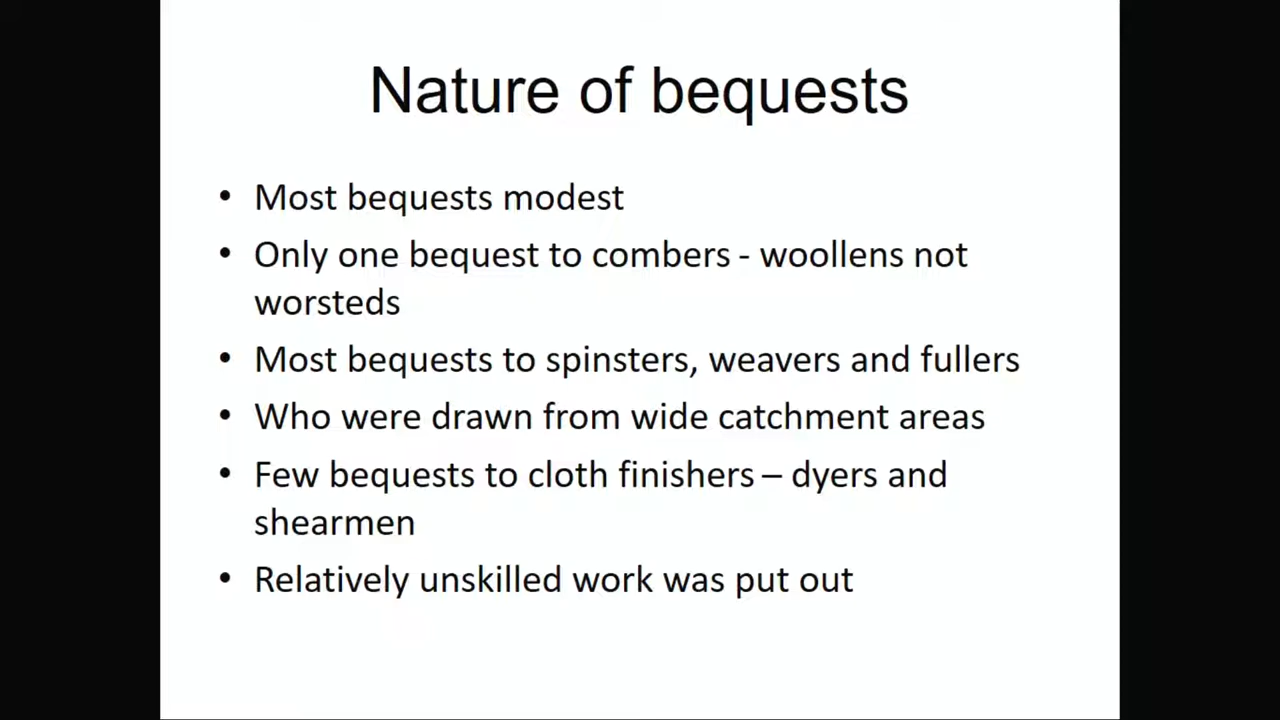 Nature of bequests
• Most bequests modest
• Only one bequest to combers - woollens not
worsteds
• Most bequests to spinsters, weavers and fullers
• Who were drawn from wide catchment areas
• Few bequests to cloth finishers – dyers and
shearmen
• Relatively unskilled work was put out